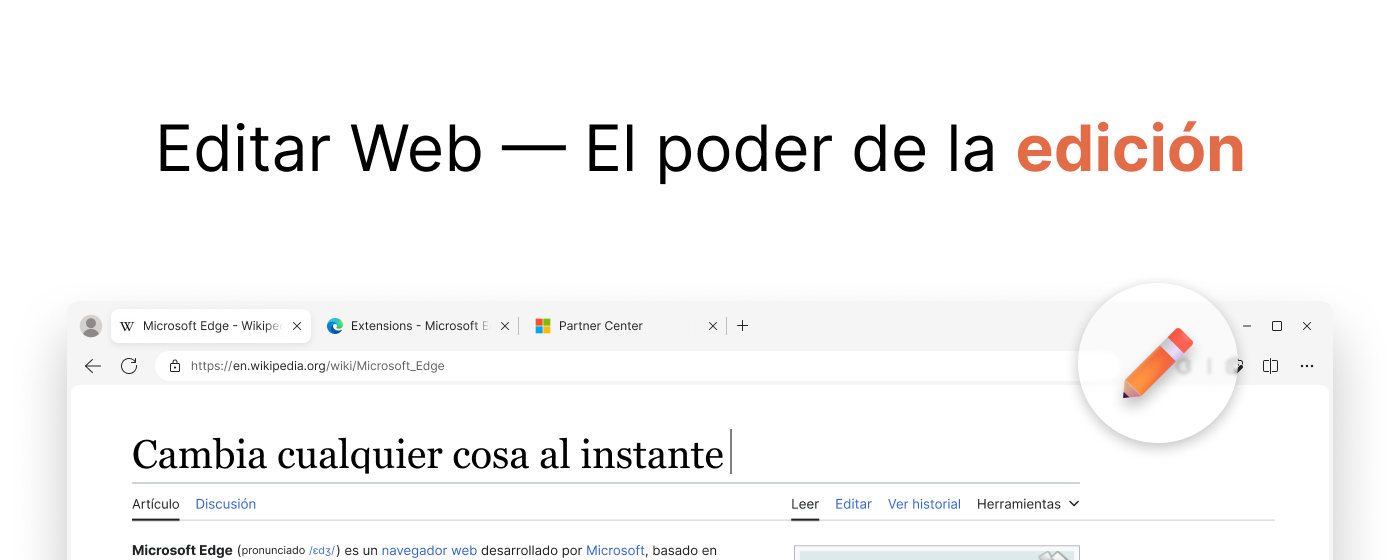 Editar Web — El poder de la edición
Microsoft Edge - Wikipe
Extensions - Microsoft E
Partner Center
https://en.wikipedia.org/wiki/Microsoft_Edge
Cambia cualquier cosa al instante
Artículo Discusión Leer Editar Ver historial Herramientas
Microsoft Edge (pronunciado /ɛdʒ/) es un navegador web desarrollado por Microsoft, basado en